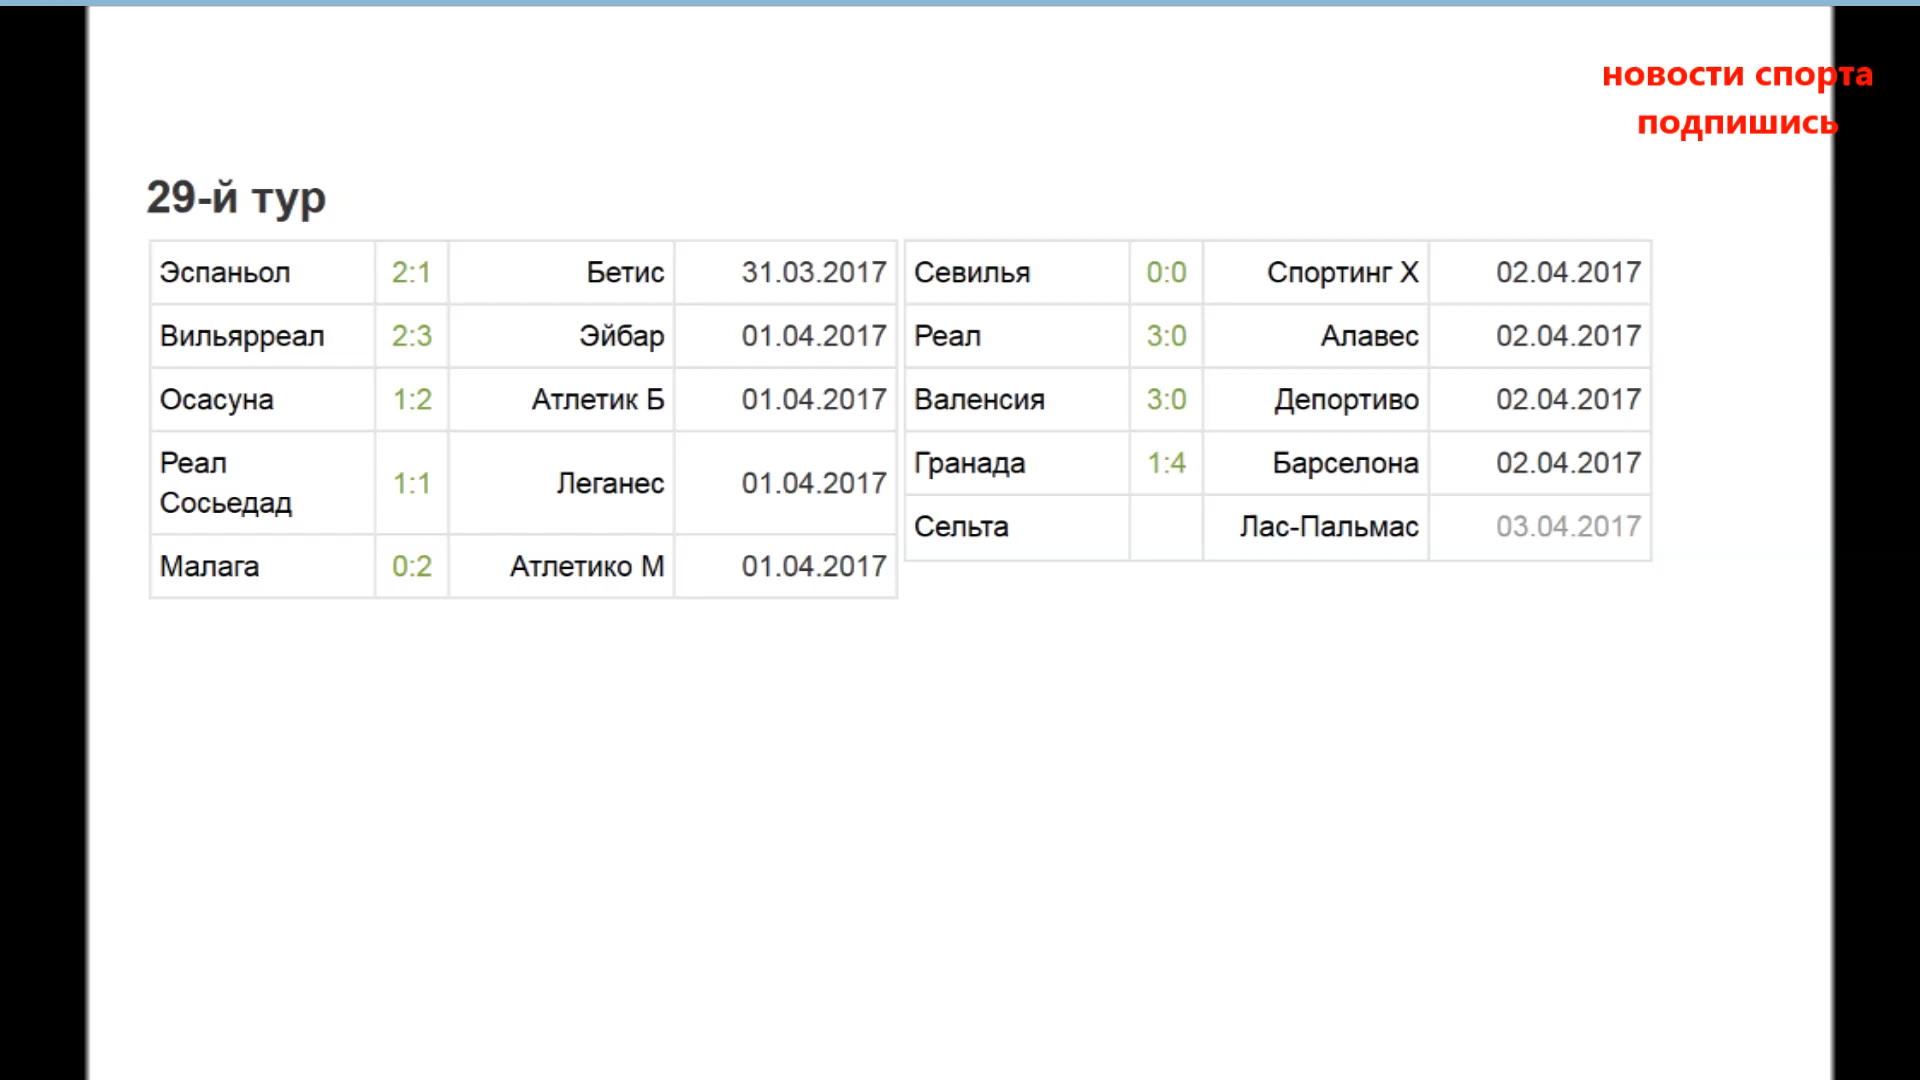 новости спорта
подпишись
29-й тур
Эспаньол 2:1 Бетис 31.03.2017
Вильярреал 2:3 Эйбар 01.04.2017
Осасуна 1:2 Атлетик Б 01.04.2017
Реал
Сосьедад 1:1 Леганес 01.04.2017
Малага 0:2 Атлетико М 01.04.2017
Севилья 0:0 Спортинг Х 02.04.2017
Реал 3:0 Алавес 02.04.2017
Валенсия 3:0 Депортиво 02.04.2017
Гранада 1:4 Барселона 02.04.2017
Сельта Лас-Пальмас 03.04.2017